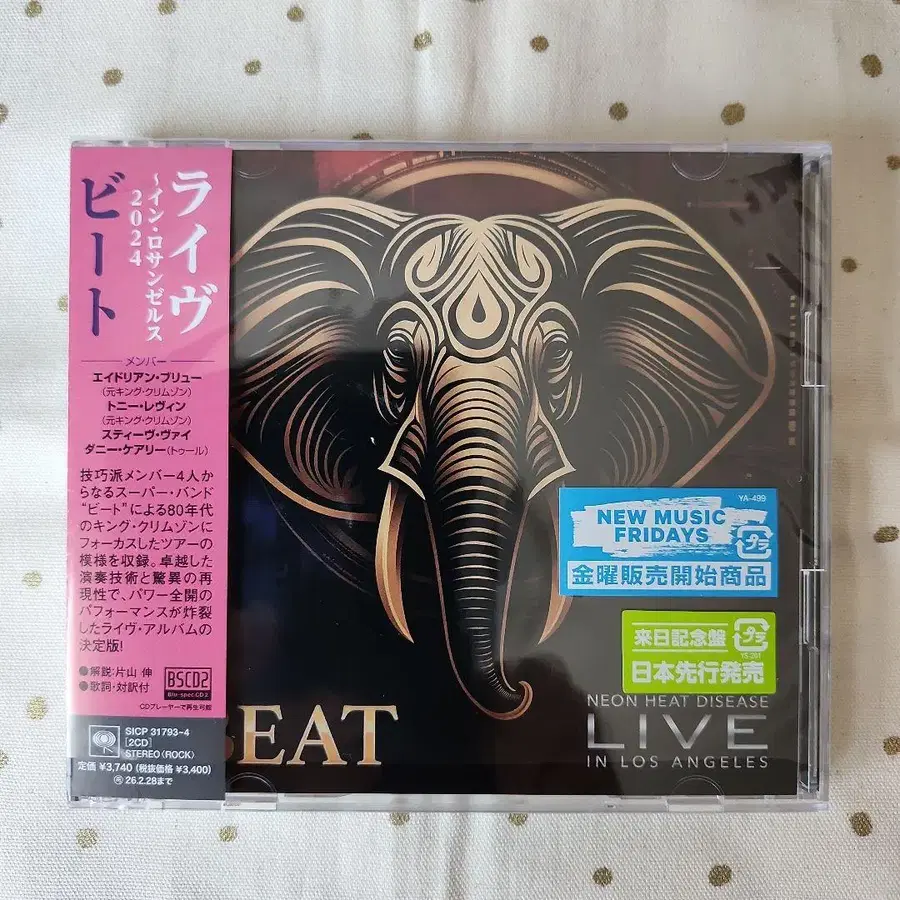 ライヴ
~イン・ロサンゼルス
2024
ビート
メンバー
エイドリアン・ブリュー
(元キング・クリムゾン)
トニー・レヴィン
(元キング・クリムゾン)
スティーヴ・ヴァイ
ダニー・ケアリー(トゥール)
技巧派メンバー4人か
らなるスーパー・バンド
“ビート”による80年代
のキング・クリムゾンに
フォーカスしたツアーの
模様を収録。卓越した
演奏技術と驚異の再
現性で、パワー全開の
パフォーマンスが炸裂
したライヴ・アルバムの
決定版!
●解説:片山 伸
●歌詞・対訳付
BSCD2
Blu-spec CD2
CDプレーヤーで再生可能
SICP 31793-4
[2CD]
STEREO (ROCK)
定価 ¥3,740 (税抜価格 ¥3,400)
26.2.28まで
YA-499
NEW MUSIC
FRIDAYS
プラ
金曜販売開始商品
来日記念盤
プラ
日本先行発売
BEAT
NEON HEAT DISEASE
LIVE
IN LOS ANGELES